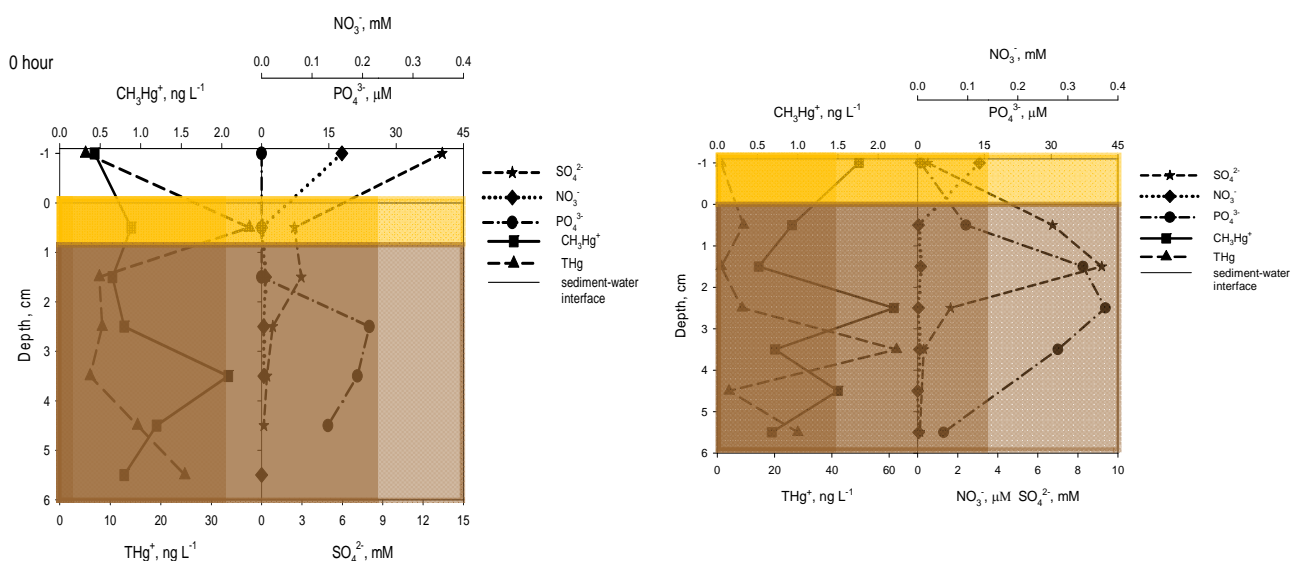 NO3-, mM
0.0 0.1 0.2 0.3 0.4
0 hour
CH3Hg+, ng L-1
PO43-, μM
0.0 0.5 1.0 1.5 2.0
0 15 30 45
-1
0
1
2
3
4
5
6
Depth, cm
0 10 20 30
0 3 6 9 12 15
THg+, ng L-1
SO42-, mM
SO42-
NO3-
PO43-
CH3Hg+
THg
sediment-water
interface
NO3-, mM
0.0 0.1 0.2 0.3 0.4
CH3Hg+, ng L-1
PO43-, μM
0.0 0.5 1.0 1.5 2.0
0 15 30 45
-1
0
1
2
3
4
5
6
Depth, cm
0 20 40 60
0 2 4 6 8 10
THg+, ng L-1
NO3-, μM SO42-, mM
SO42-
NO3-
PO43-
CH3Hg+
THg
sediment-water
interface